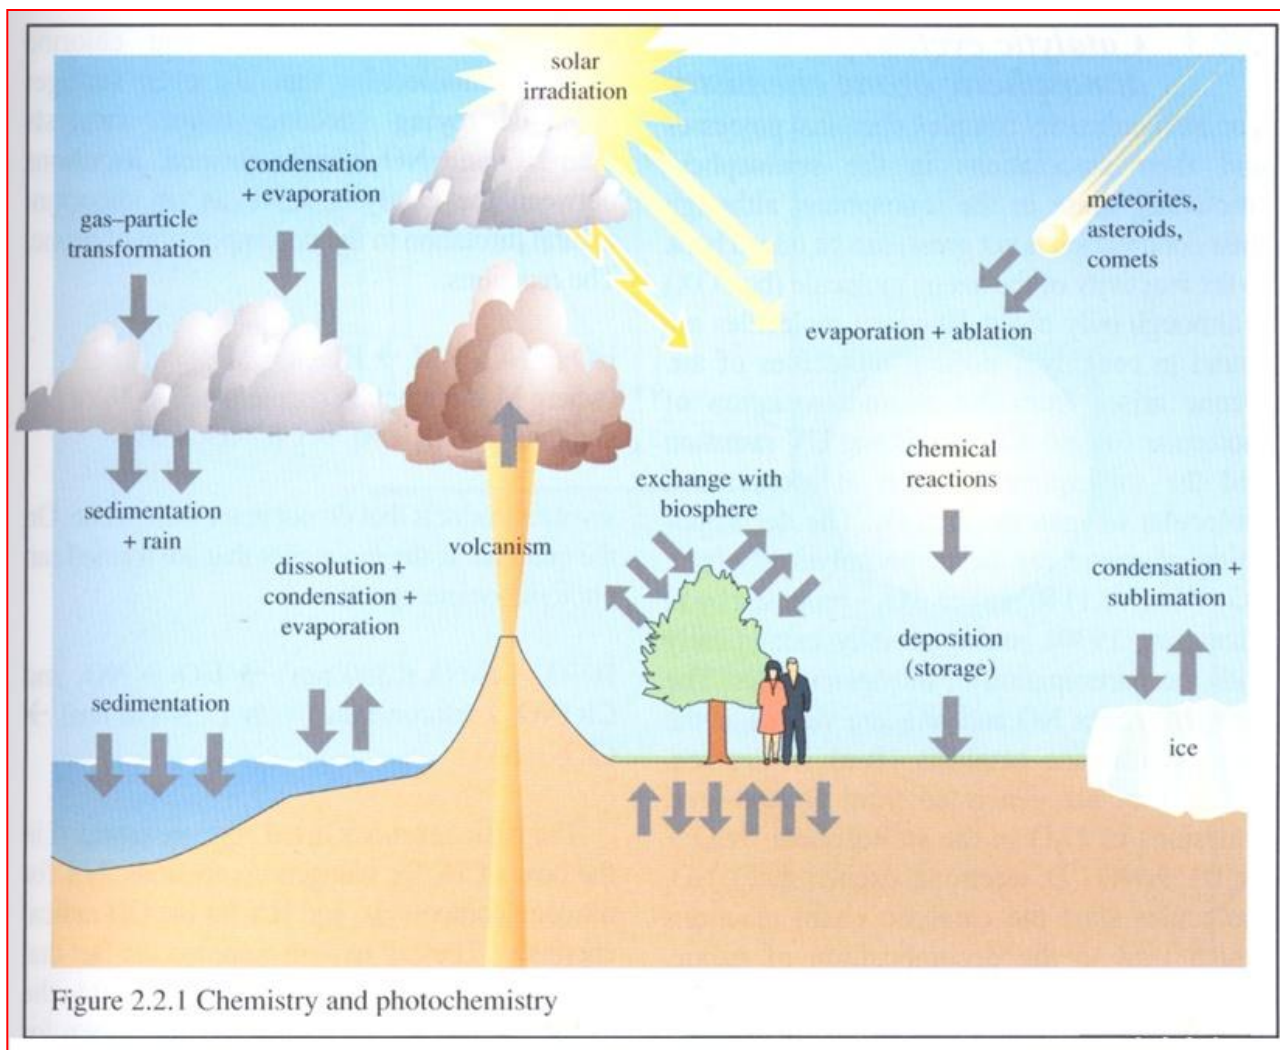 solar
irradiation
condensation
+ evaporation
gas–particle
transformation
meteorites,
asteroids,
comets
evaporation + ablation
chemical
reactions
exchange with
biosphere
sedimentation
+ rain
volcanism
dissolution +
condensation +
evaporation
condensation +
sublimation
deposition
(storage)
sedimentation
ice
Figure 2.2.1 Chemistry and photochemistry